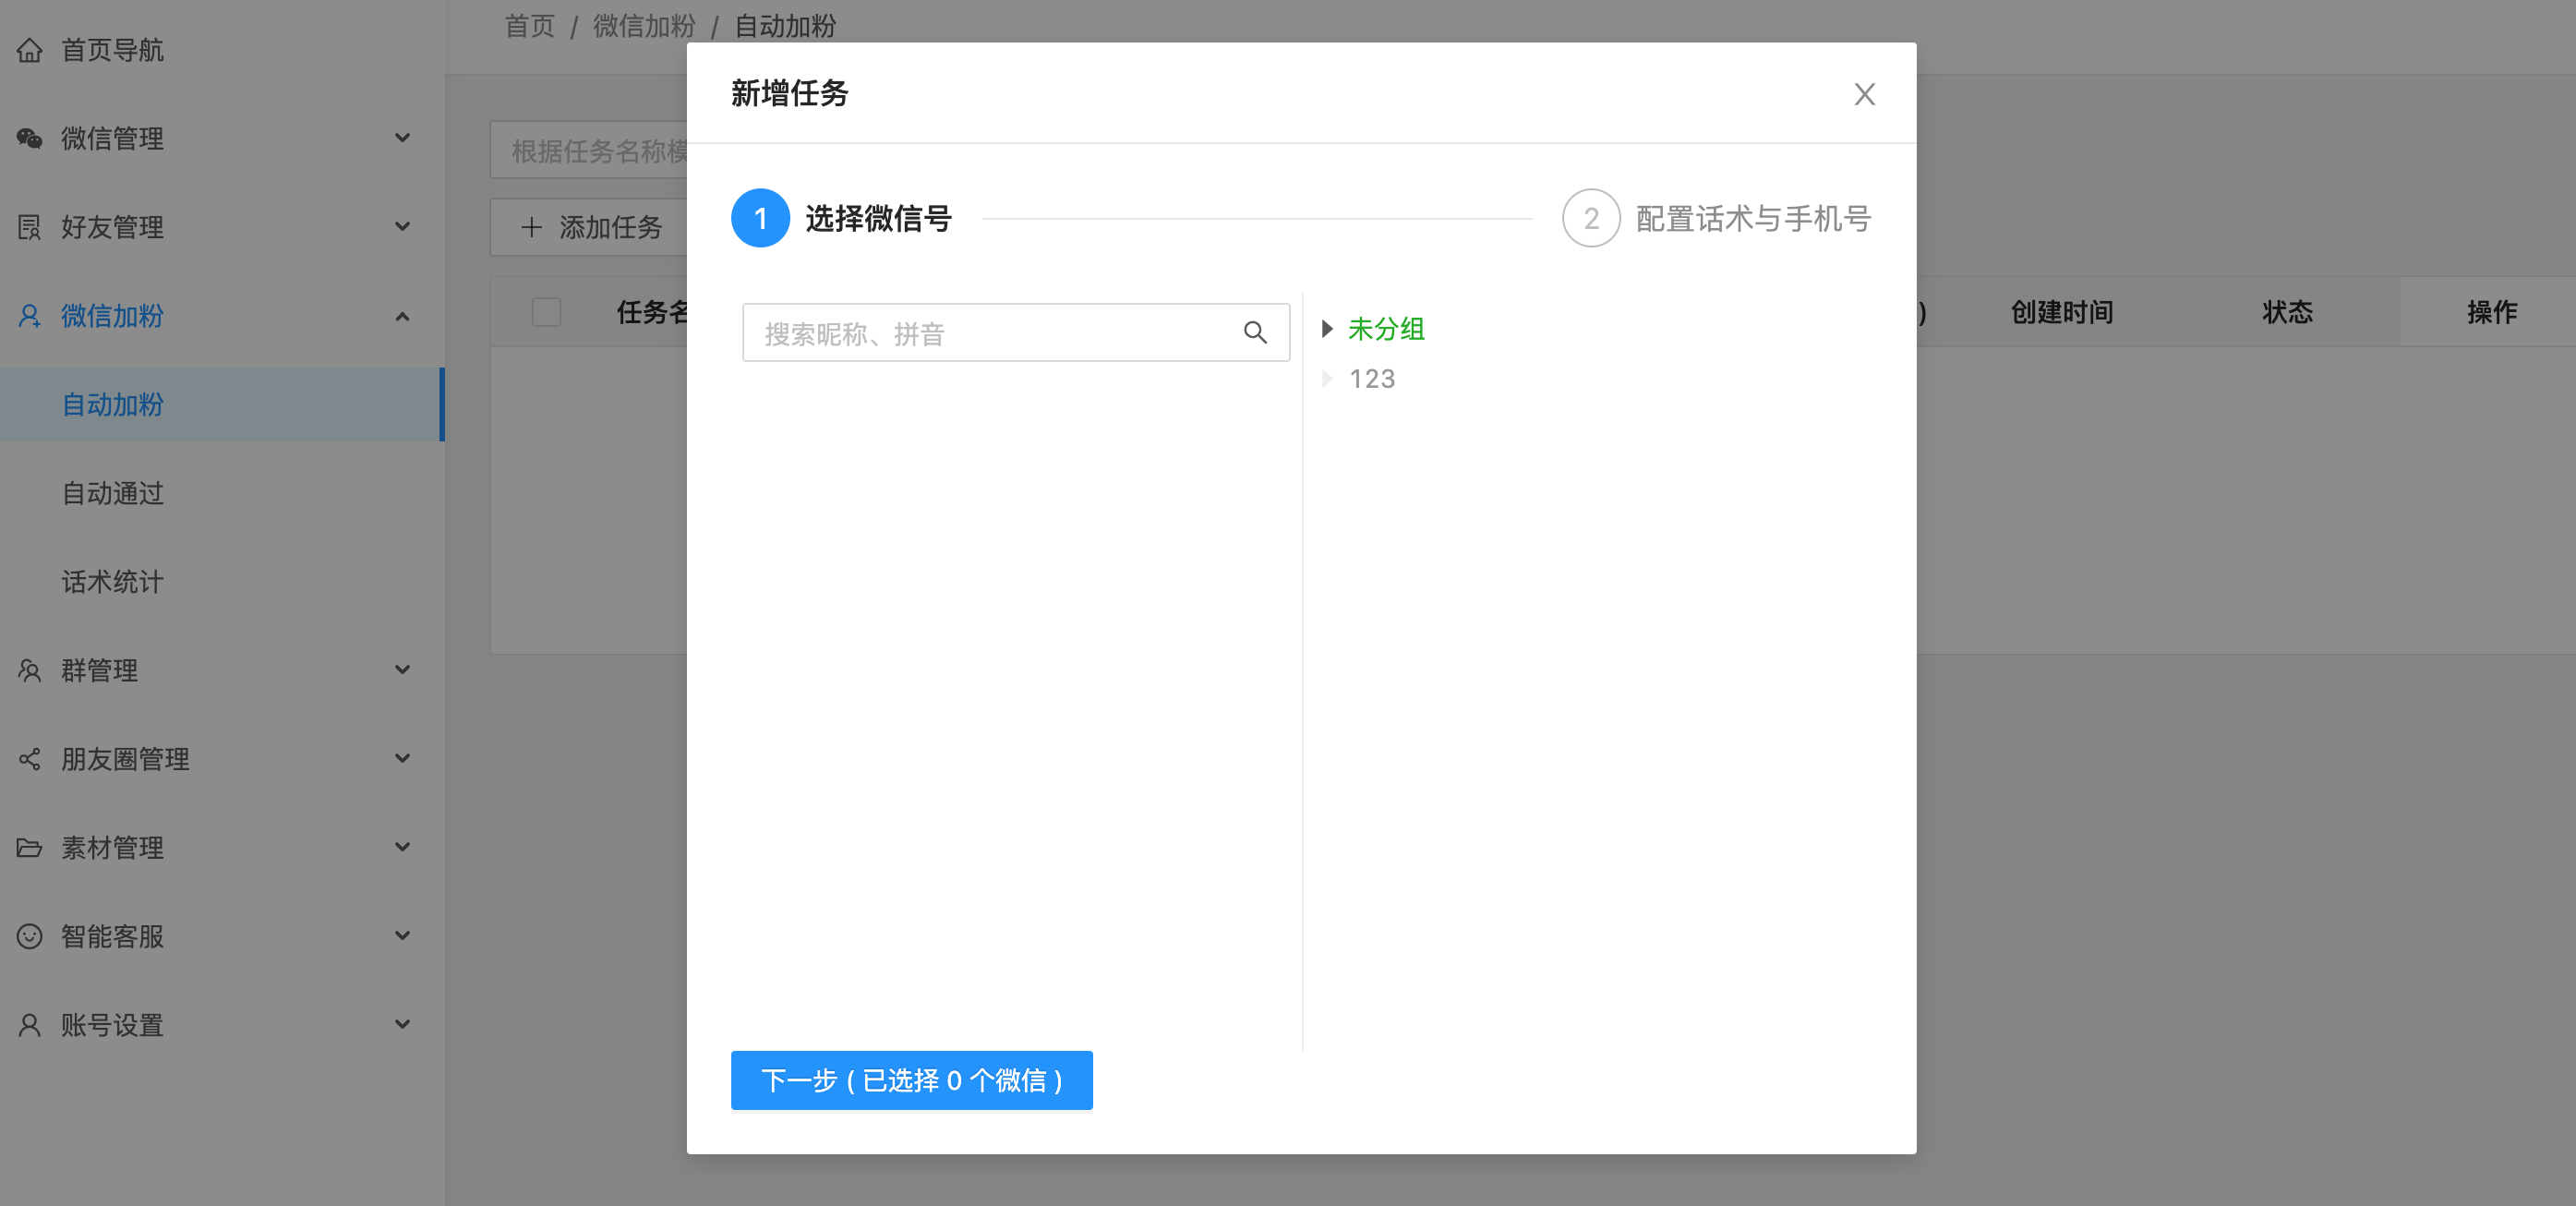 首页导航
微信管理
好友管理
微信加粉
自动加粉
自动通过
话术统计
群管理
朋友圈管理
素材管理
智能客服
账号设置
首页 / 微信加粉 / 自动加粉
根据任务名称模
+ 添加任务
任务名
)
创建时间
状态
操作
新增任务
1 选择微信号
2 配置话术与手机号
搜索昵称、拼音
未分组
123
下一步 ( 已选择 0 个微信 )